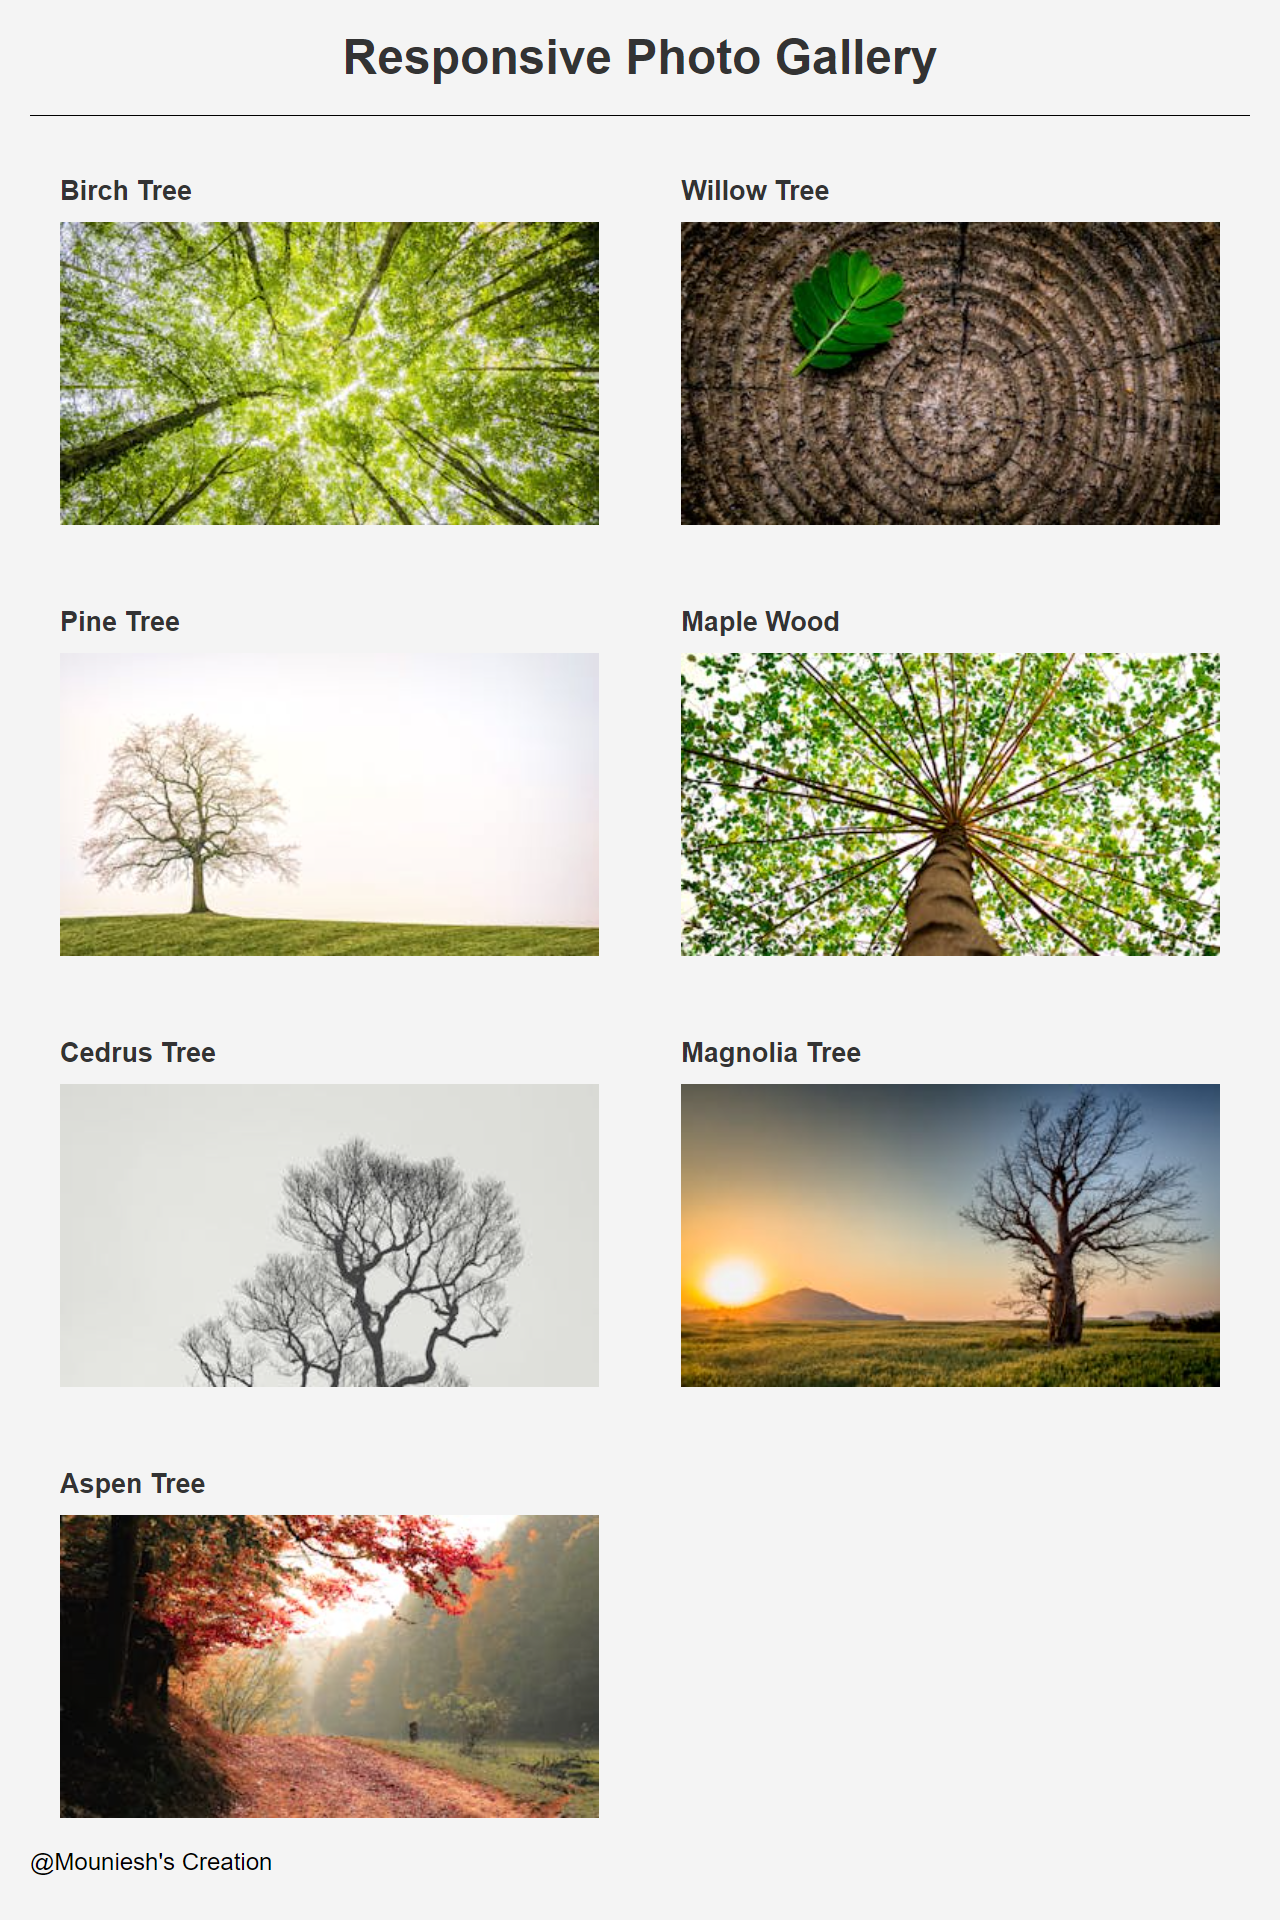 Responsive Photo Gallery
Birch Tree
Willow Tree
Pine Tree
Maple Wood
Cedrus Tree
Magnolia Tree
Aspen Tree
@Mouniesh's Creation